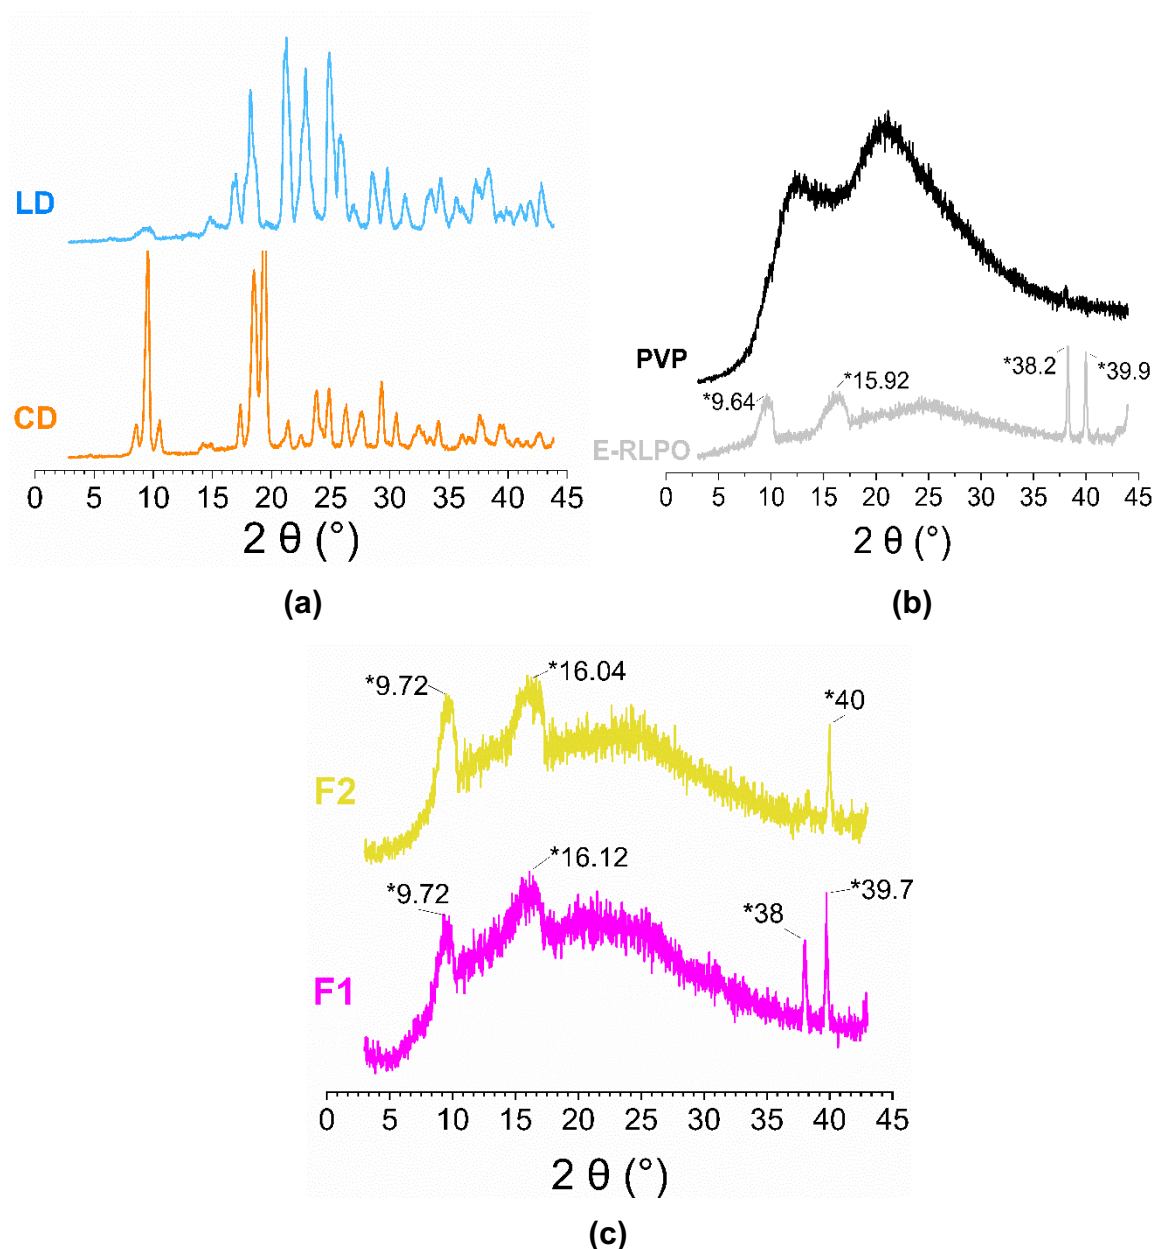 LD
CD
0 5 10 15 20 25 30 35 40 45
2 θ (°)
(a)
PVP
*38.2
*39.9
*15.92
*9.64
E-RLPO
0 5 10 15 20 25 30 35 40 45
2 θ (°)
(b)
*9.72
*16.04
*40
F2
*16.12
*9.72
*39.7
*38
F1
0 5 10 15 20 25 30 35 40 45
2 θ (°)
(c)